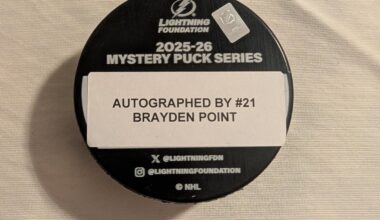 LIGHTNING
FOUNDATION
2025-26
MYSTERY PUCK SERIES
AUTOGRAPHED BY #21
BRAYDEN POINT
X @LIGHTNINGFDN
@LIGHTNINGFOUNDATION
© NHL